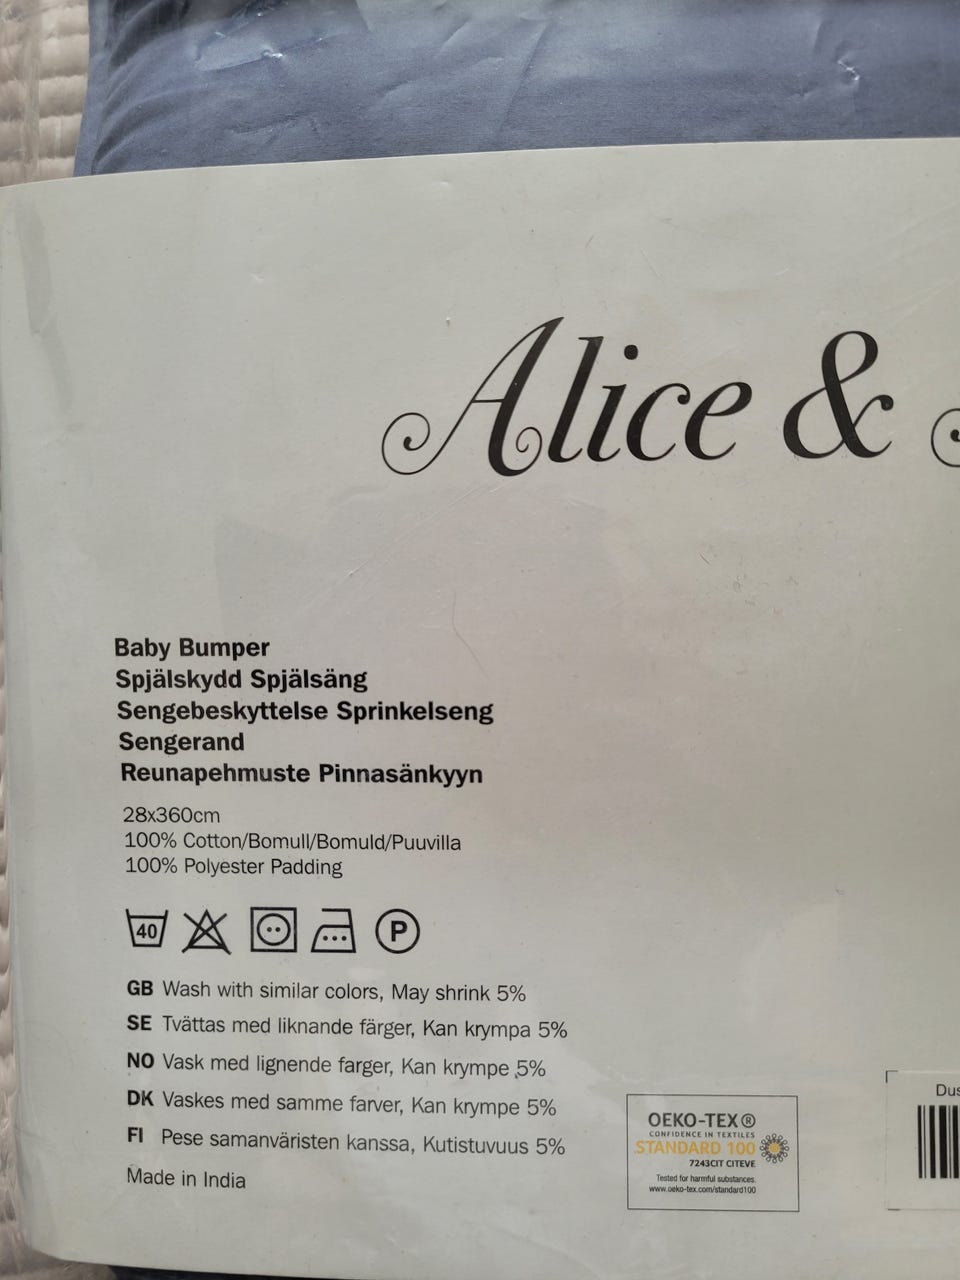 Alice &
Baby Bumper
Spjälskydd Spjälsäng
Sengebeskyttelse Sprinkelseng
Sengerand
Reunapehmuste Pinnasänkyyn
28x360cm
100% Cotton/Bomull/Bomuld/Puuvilla
100% Polyester Padding
40 P
GB Wash with similar colors, May shrink 5%
SE Tvättas med liknande färger, Kan krympa 5%
NO Vask med lignende farger, Kan krympe 5%
DK Vaskes med samme farver, Kan krympe 5%
FI Pese samanväristen kanssa, Kutistuvuus 5%
Made in India
OEKO-TEX®
CONFIDENCE IN TEXTILES
STANDARD 100
7243CIT CITEVE
Tested for harmful substances.
www.oeko-tex.com/standard100